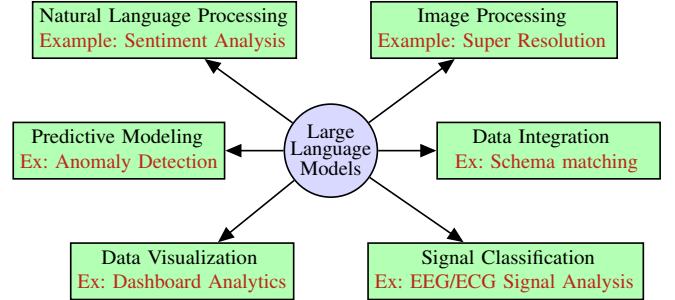 Natural Language Processing
Example: Sentiment Analysis
Image Processing
Example: Super Resolution
Predictive Modeling
Ex: Anomaly Detection
Large
Language
Models
Data Integration
Ex: Schema matching
Data Visualization
Ex: Dashboard Analytics
Signal Classification
Ex: EEG/ECG Signal Analysis